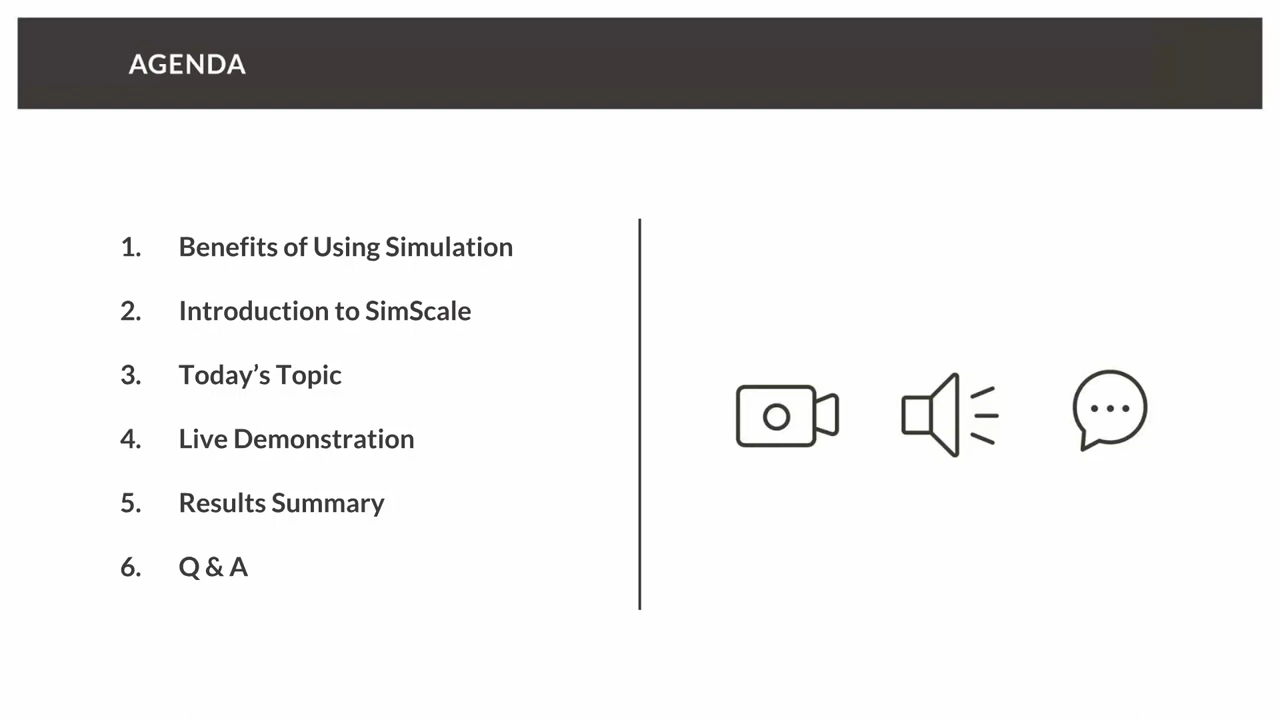 AGENDA
1. Benefits of Using Simulation
2. Introduction to SimScale
3. Today’s Topic
4. Live Demonstration
5. Results Summary
6. Q & A